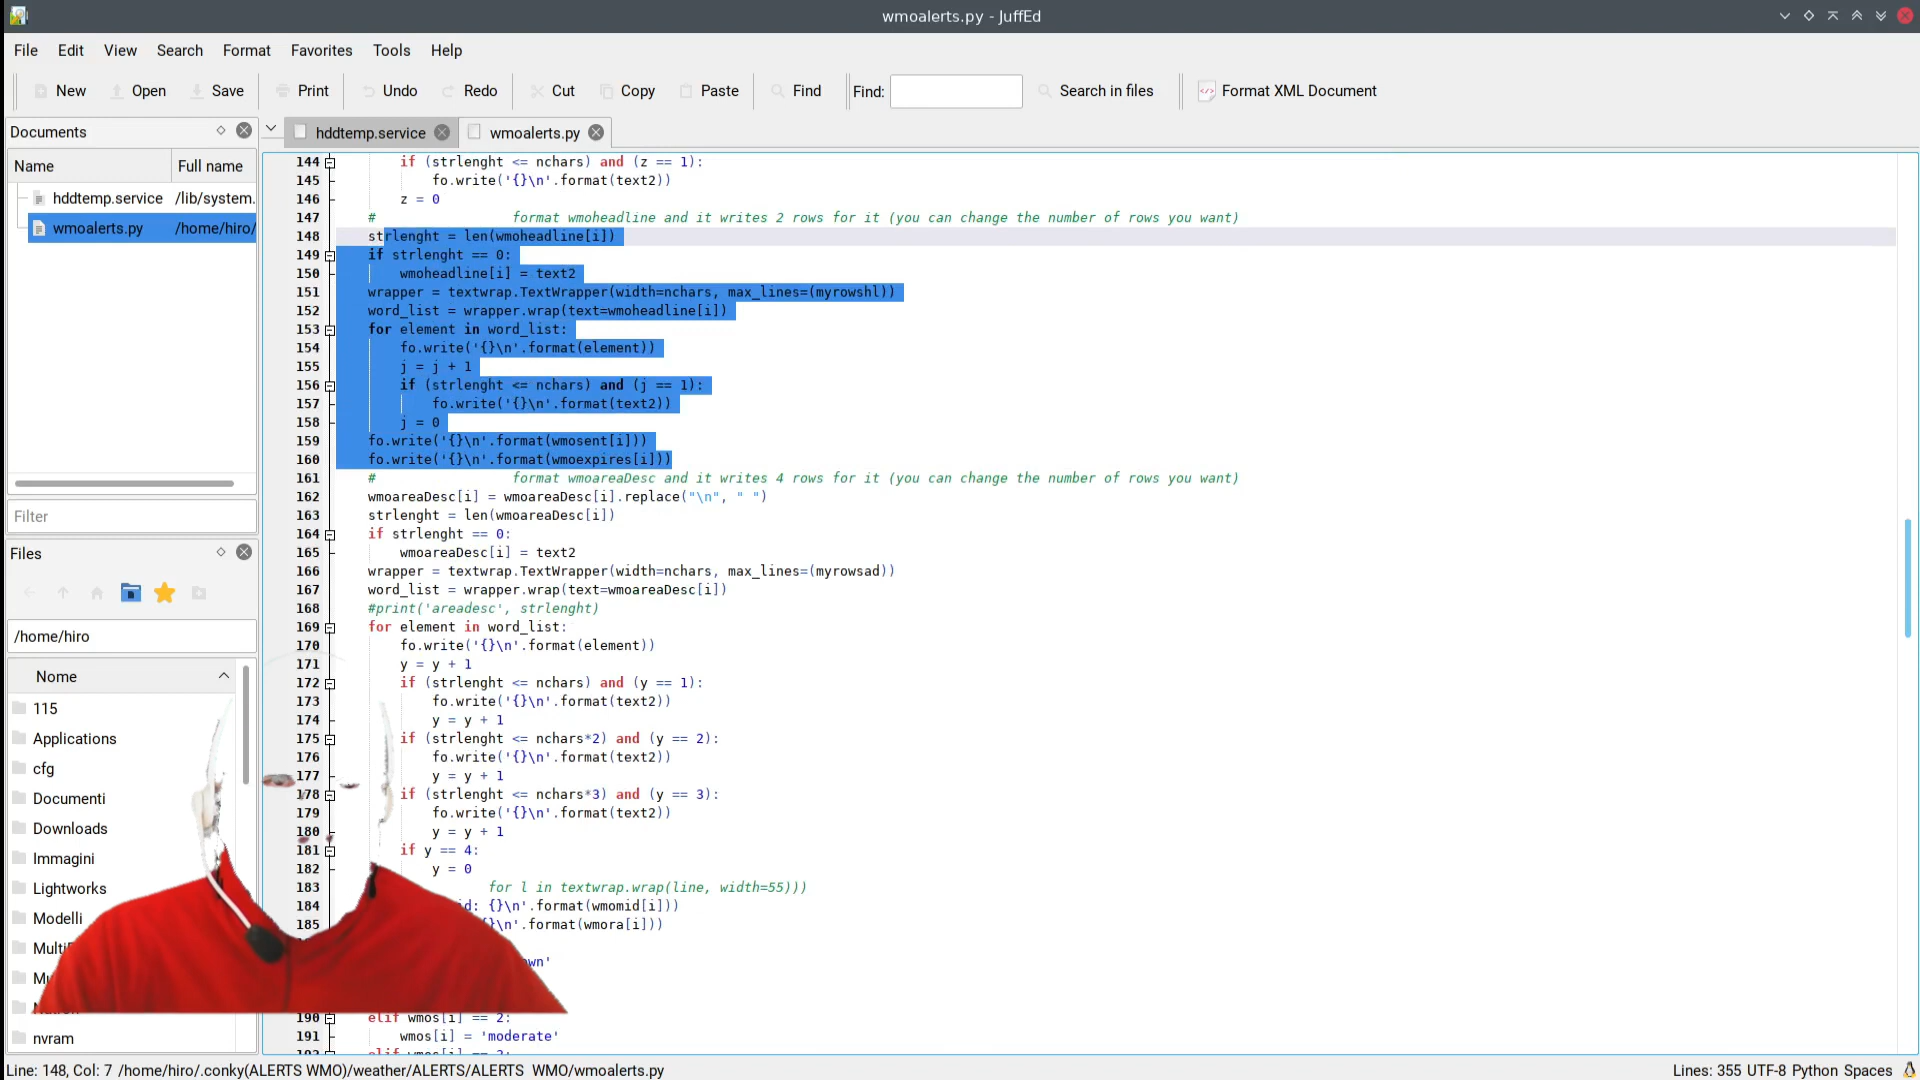 wmoalerts.py - JuffEd
File Edit View Search Format Favorites Tools Help
New Open Save Print Undo Redo Cut Copy Paste Find Find: Search in files Format XML Document
Documents
hddtemp.service wmoalerts.py
Name Full name
hddtemp.service /lib/system.
wmoalerts.py /home/hiro/
Filter
Files
/home/hiro
Nome
115
Applications
cfg
Documenti
Downloads
Immagini
Lightworks
Modelli
nvram
144 if (strlenght <= nchars) and (z == 1):
145 fo.write('{}\n'.format(text2))
146 z = 0
147 # format wmoheadline and it writes 2 rows for it (you can change the number of rows you want)
148 strlenght = len(wmoheadline[i])
149 if strlenght == 0:
150 wmoheadline[i] = text2
151 wrapper = textwrap.TextWrapper(width=nchars, max_lines=(myrowshl))
152 word_list = wrapper.wrap(text=wmoheadline[i])
153 for element in word_list:
154 fo.write('{}\n'.format(element))
155 j = j + 1
156 if (strlenght <= nchars) and (j == 1):
157 fo.write('{}\n'.format(text2))
158 j = 0
159 fo.write('{}\n'.format(wmosent[i]))
160 fo.write('{}\n'.format(wmoexpires[i]))
161 # format wmoareaDesc and it writes 4 rows for it (you can change the number of rows you want)
162 wmoareaDesc[i] = wmoareaDesc[i].replace("\n", " ")
163 strlenght = len(wmoareaDesc[i])
164 if strlenght == 0:
165 wmoareaDesc[i] = text2
166 wrapper = textwrap.TextWrapper(width=nchars, max_lines=(myrowsad))
167 word_list = wrapper.wrap(text=wmoareaDesc[i])
168 #print('areadesc', strlenght)
169 for element in word_list:
170 fo.write('{}\n'.format(element))
171 y = y + 1
172 if (strlenght <= nchars) and (y == 1):
173 fo.write('{}\n'.format(text2))
174 y = y + 1
175 if (strlenght <= nchars*2) and (y == 2):
176 fo.write('{}\n'.format(text2))
177 y = y + 1
178 if (strlenght <= nchars*3) and (y == 3):
179 fo.write('{}\n'.format(text2))
180 y = y + 1
181 if y == 4:
182 y = 0
183 for l in textwrap.wrap(line, width=55)))
184 id: {}\n'.format(wmomid[i]))
185 {}\n'.format(wmora[i]))
own'
190 elif wmos[i] == 2:
191 wmos[i] = 'moderate'
Line: 148, Col: 7 /home/hiro/.conky(ALERTS WMO)/weather/ALERTS/ALERTS WMO/wmoalerts.py Lines: 355 UTF-8 Python Spaces